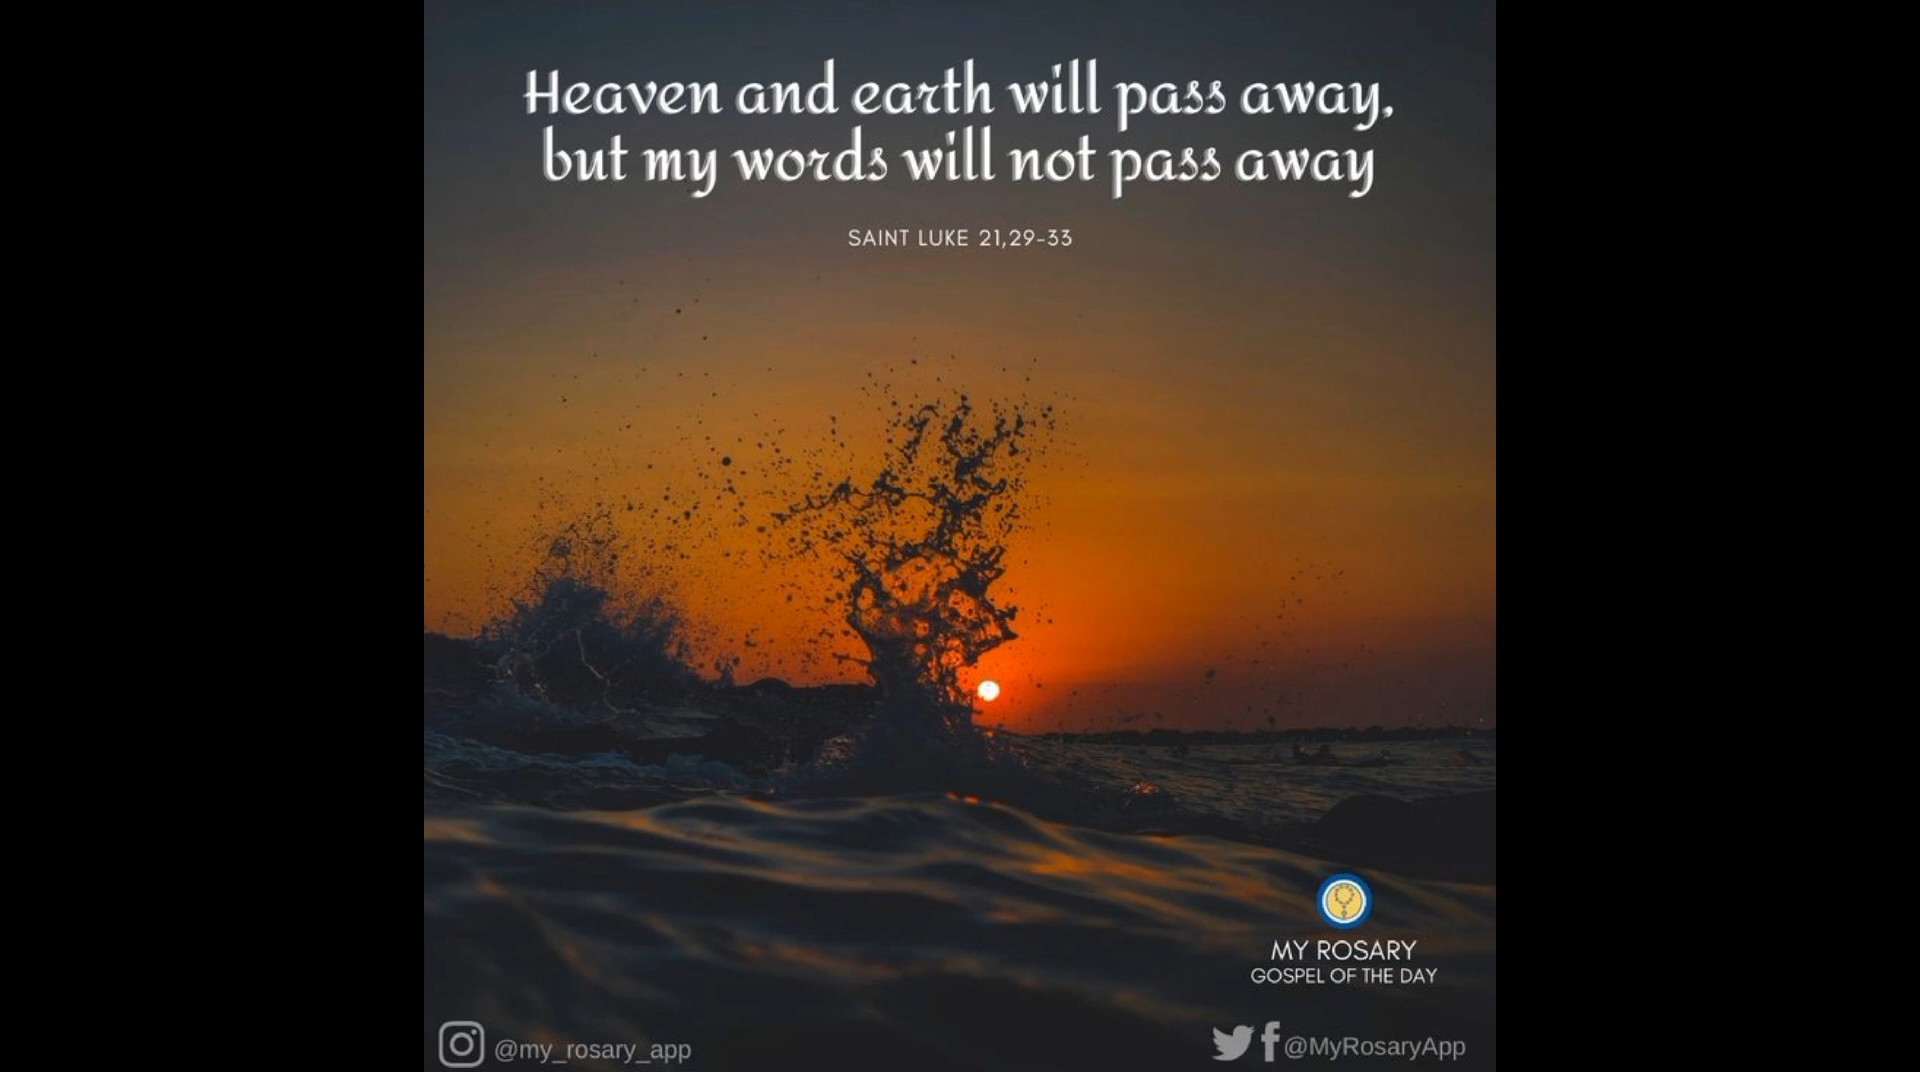 Heaven and earth will pass away,
but my words will not pass away
SAINT LUKE 21,29-33
MY ROSARY
GOSPEL OF THE DAY
@my_rosary_app
@MyRosaryApp